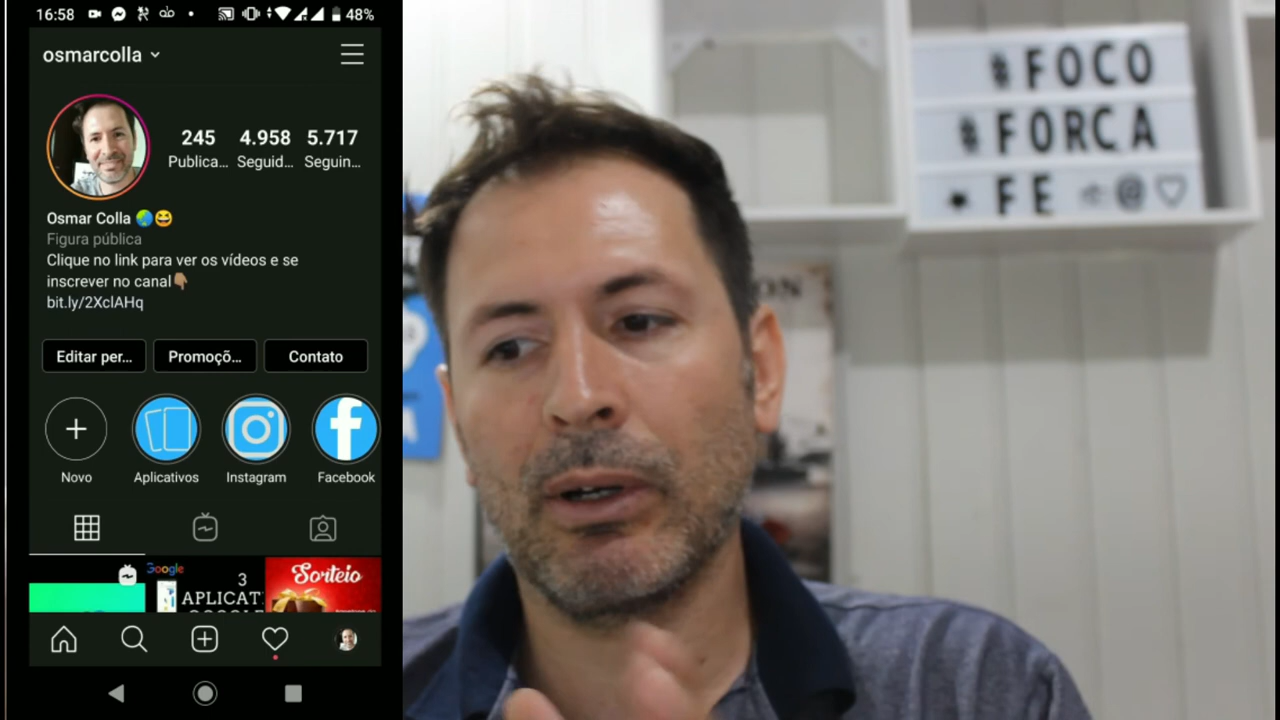 16:58
48%
osmarcolla
245
4.958
5.717
Publica...
Seguid...
Seguin...
Osmar Colla
Figura pública
Clique no link para ver os vídeos e se
inscrever no canal
bit.ly/2XclAHq
Editar per...
Promoçõ...
Contato
Novo
Aplicativos
Instagram
Facebook
Google
3
APLICAT
Sorteio
#FOCO
#FORCA
FE @
ON
A